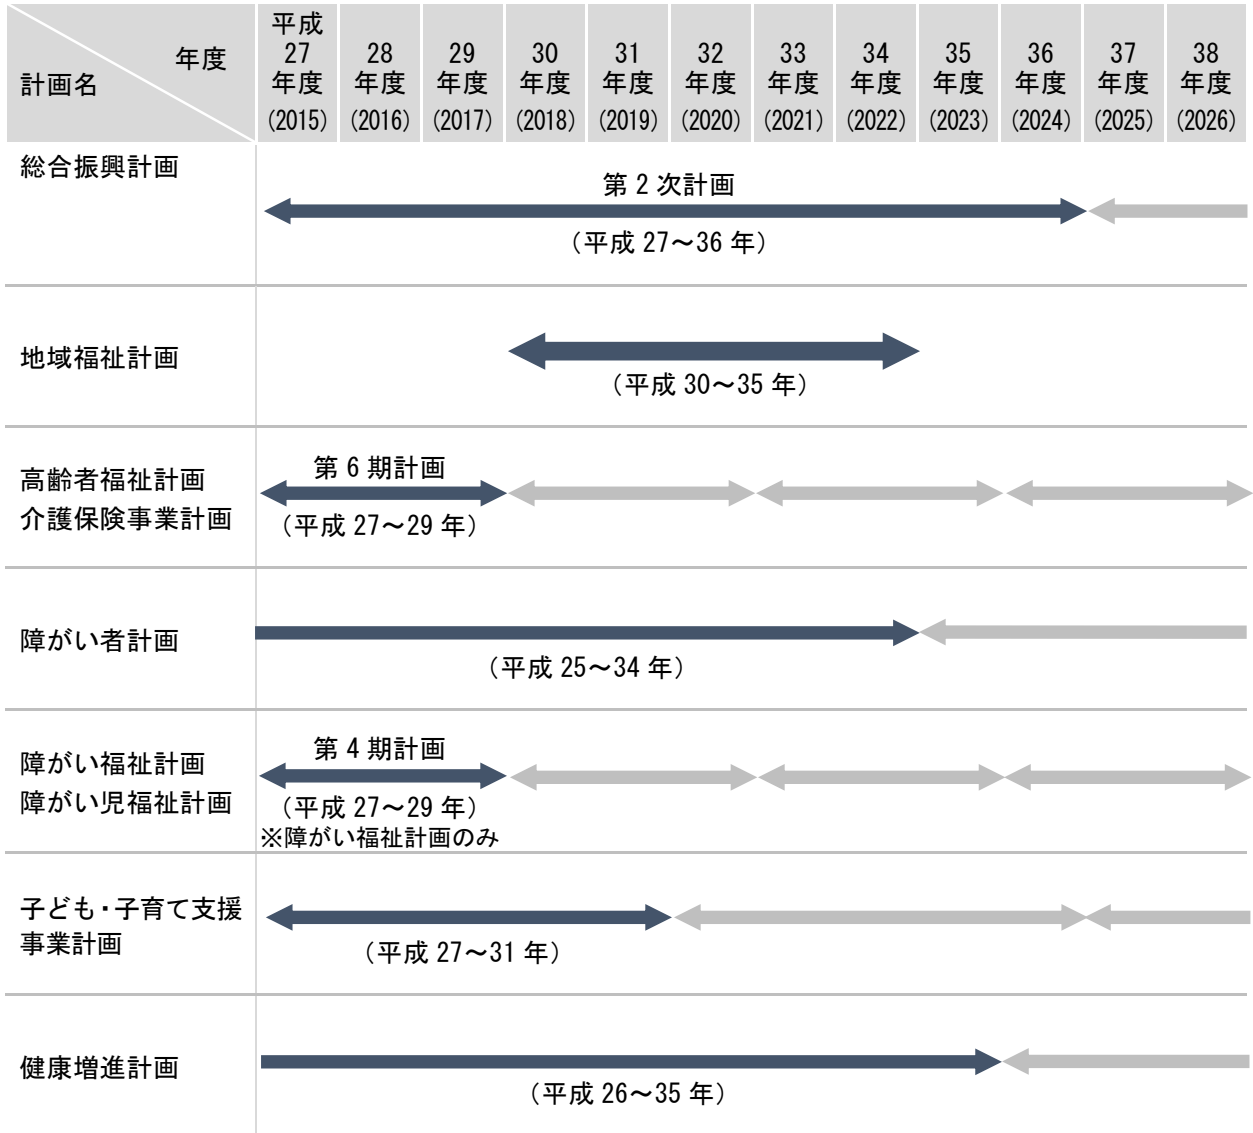 年度
計画名
平成
27
年度
(2015)
28
年度
(2016)
29
年度
(2017)
30
年度
(2018)
31
年度
(2019)
32
年度
(2020)
33
年度
(2021)
34
年度
(2022)
35
年度
(2023)
36
年度
(2024)
37
年度
(2025)
38
年度
(2026)
総合振興計画
第 2 次計画
（平成 27～36 年）
地域福祉計画
（平成 30～35 年）
高齢者福祉計画
介護保険事業計画
第 6 期計画
（平成 27～29 年）
障がい者計画
（平成 25～34 年）
障がい福祉計画
障がい児福祉計画
第 4 期計画
（平成 27～29 年）
※障がい福祉計画のみ
子ども・子育て支援
事業計画
（平成 27～31 年）
健康増進計画
（平成 26～35 年）